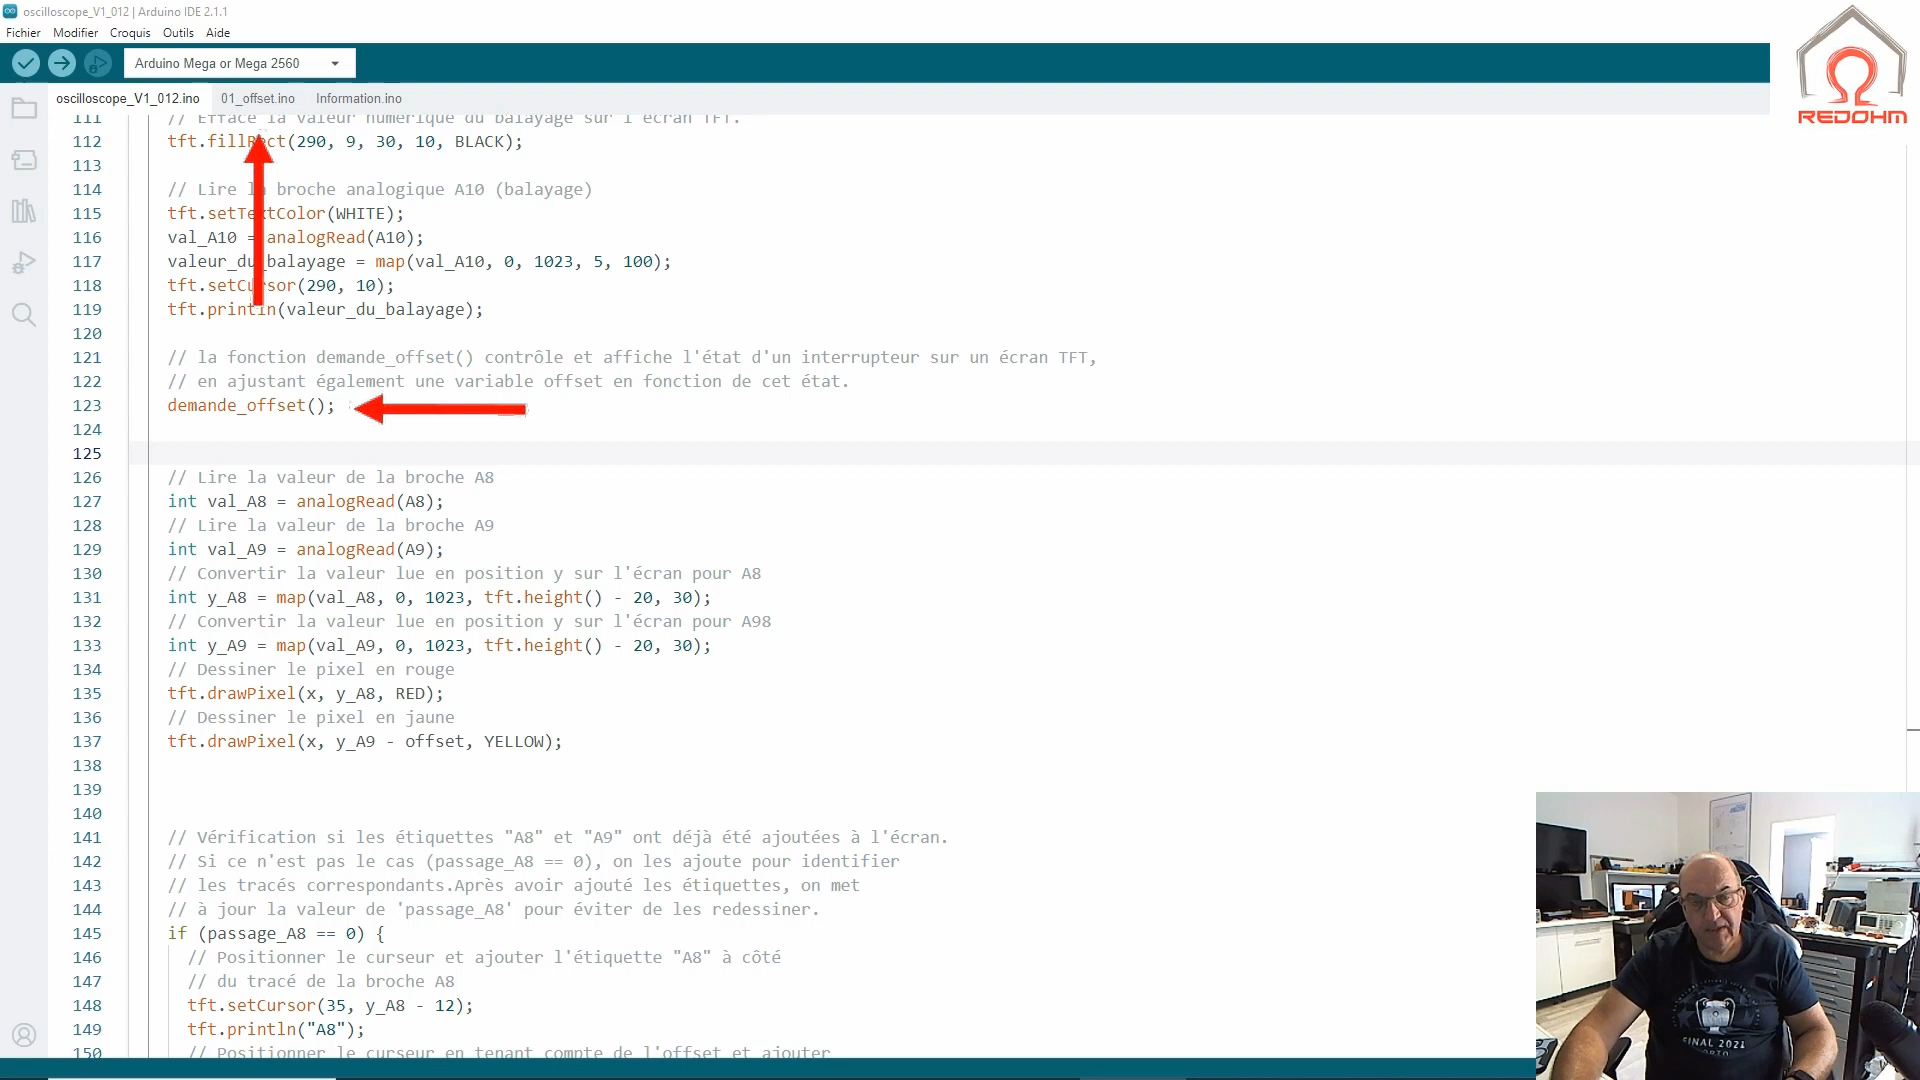 oscilloscope_V1_012 | Arduino IDE 2.1.1
Fichier Modifier Croquis Outils Aide
Arduino Mega or Mega 2560
REDOHM
oscilloscope_V1_012.ino 01_offset.ino Information.ino
111 // Efface la valeur numérique du balayage sur l'écran TFT.
112 tft.fillRect(290, 9, 30, 10, BLACK);
113
114 // Lire la broche analogique A10 (balayage)
115 tft.setTextColor(WHITE);
116 val_A10 = analogRead(A10);
117 valeur_du_balayage = map(val_A10, 0, 1023, 5, 100);
118 tft.setCursor(290, 10);
119 tft.println(valeur_du_balayage);
120
121 // la fonction demande_offset() contrôle et affiche l'état d'un interrupteur sur un écran TFT,
122 // en ajustant également une variable offset en fonction de cet état.
123 demande_offset();
124
125
126 // Lire la valeur de la broche A8
127 int val_A8 = analogRead(A8);
128 // Lire la valeur de la broche A9
129 int val_A9 = analogRead(A9);
130 // Convertir la valeur lue en position y sur l'écran pour A8
131 int y_A8 = map(val_A8, 0, 1023, tft.height() - 20, 30);
132 // Convertir la valeur lue en position y sur l'écran pour A98
133 int y_A9 = map(val_A9, 0, 1023, tft.height() - 20, 30);
134 // Dessiner le pixel en rouge
135 tft.drawPixel(x, y_A8, RED);
136 // Dessiner le pixel en jaune
137 tft.drawPixel(x, y_A9 - offset, YELLOW);
138
139
140
141 // Vérification si les étiquettes "A8" et "A9" ont déjà été ajoutées à l'écran.
142 // Si ce n'est pas le cas (passage_A8 == 0), on les ajoute pour identifier
143 // les tracés correspondants.Après avoir ajouté les étiquettes, on met
144 // à jour la valeur de 'passage_A8' pour éviter de les redessiner.
145 if (passage_A8 == 0) {
146 // Positionner le curseur et ajouter l'étiquette "A8" à côté
147 // du tracé de la broche A8
148 tft.setCursor(35, y_A8 - 12);
149 tft.println("A8");
150 // Positionner le curseur en tenant compte de l'offset et ajouter
FINAL 2021
PORTO